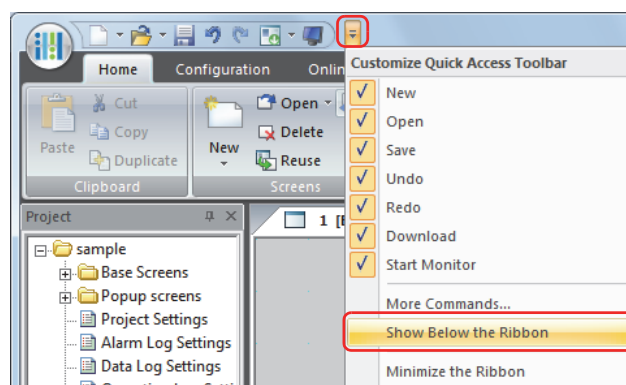 Home Configuration Onlin
Cut
Copy
Duplicate
Paste
Clipboard
New
Open
Delete
Reuse
Screens
Customize Quick Access Toolbar
New
Open
Save
Undo
Redo
Download
Start Monitor
More Commands...
Show Below the Ribbon
Minimize the Ribbon
Project
1 [
sample
Base Screens
Popup screens
Project Settings
Alarm Log Settings
Data Log Settings